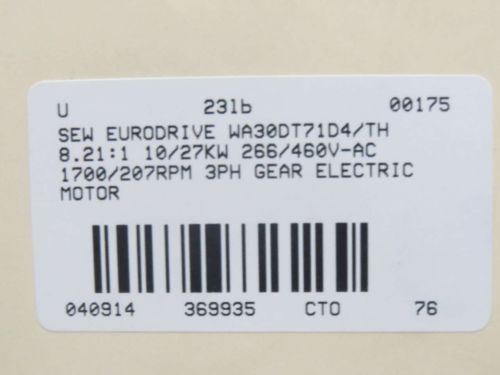 U 23lb 00175
SEW EURODRIVE WA30DT71D4/TH
8.21:1 10/27KW 266/460V-AC
1700/207RPM 3PH GEAR ELECTRIC
MOTOR
040914 369935 CTO 76